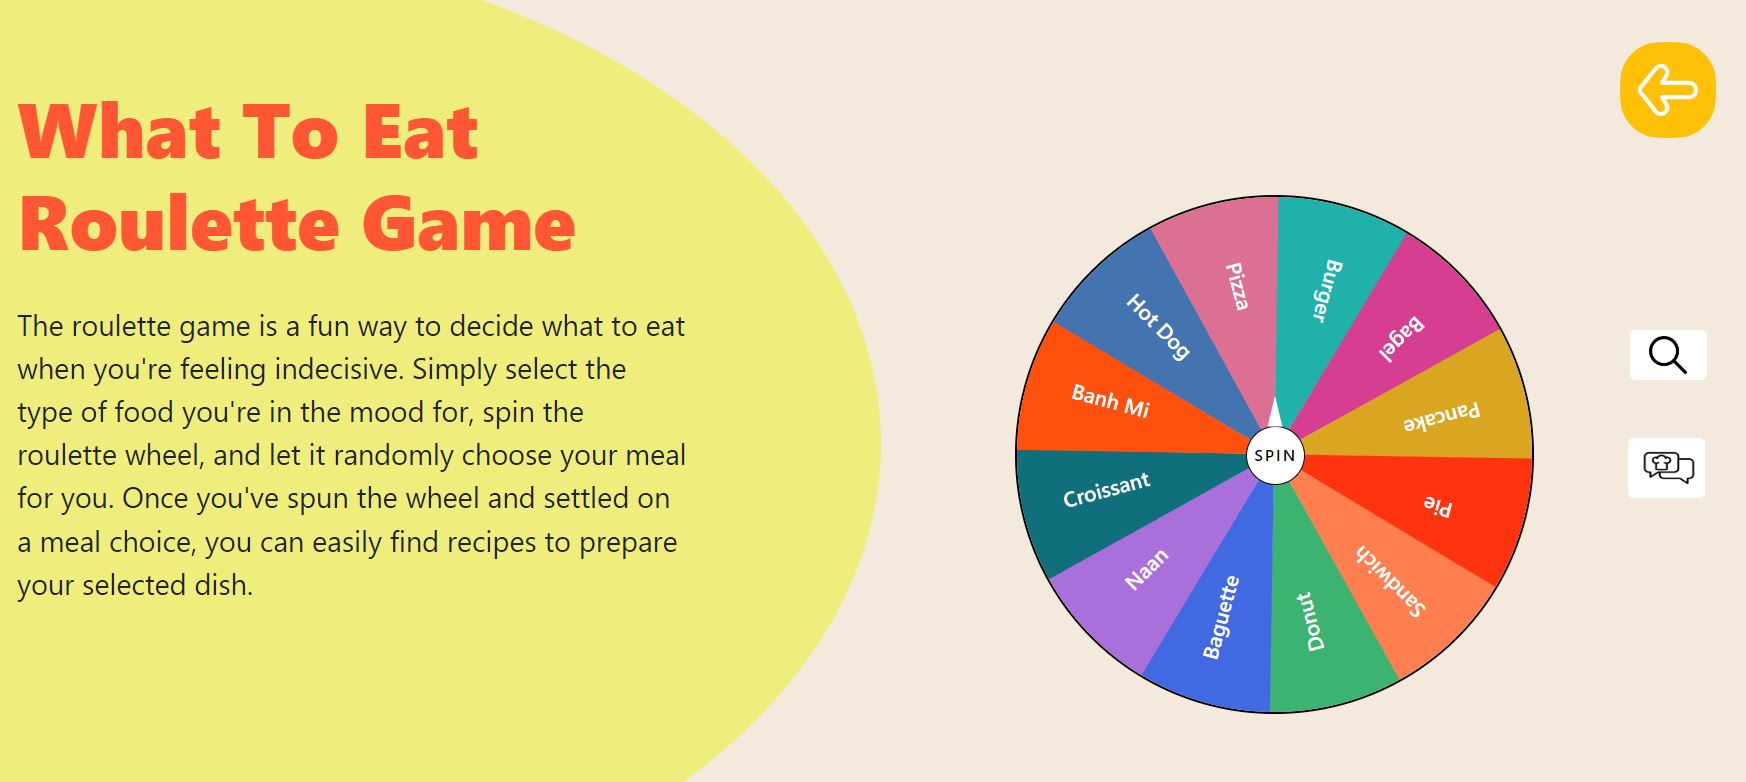 What To Eat
Roulette Game
The roulette game is a fun way to decide what to eat
when you're feeling indecisive. Simply select the
type of food you're in the mood for, spin the
roulette wheel, and let it randomly choose your meal
for you. Once you've spun the wheel and settled on
a meal choice, you can easily find recipes to prepare
your selected dish.
Pizza
Burger
Bagel
Pancake
Pie
Sandwich
Donut
Baguette
Naan
Croissant
Banh Mi
Hot Dog
SPIN